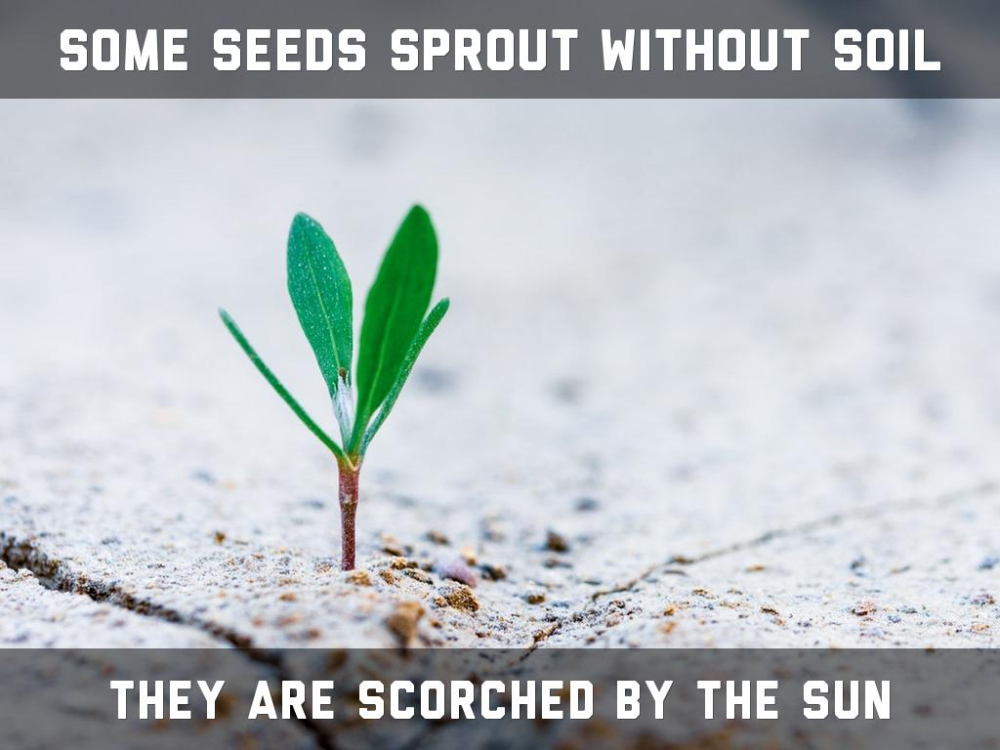 SOME SEEDS SPROUT WITHOUT SOIL
THEY ARE SCORCHED BY THE SUN